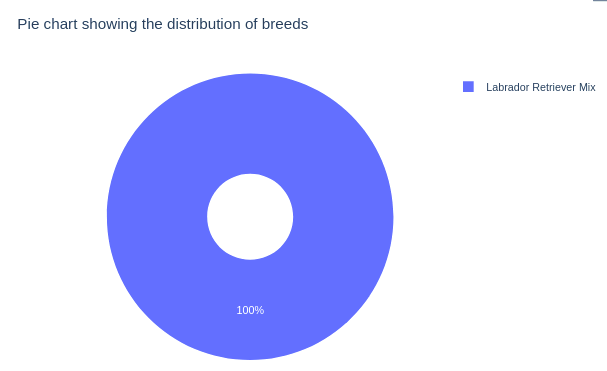 Pie chart showing the distribution of breeds
Labrador Retriever Mix
100%